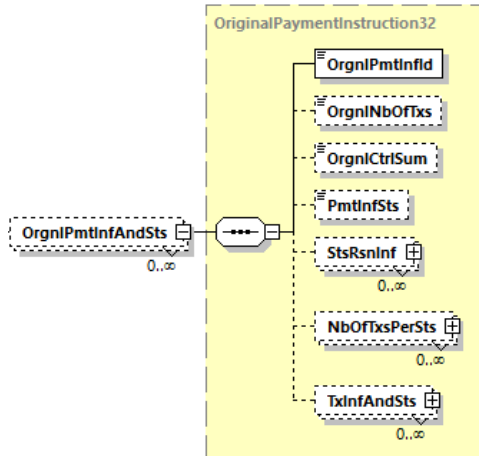 OriginalPaymentInstruction32
OrgnlPmtInfId
OrgnlNbOfTxs
OrgnlCtrlSum
PmtInfSts
OrgnlPmtInfAndSts
0..∞
StsRsnInf
0..∞
NbOfTxsPerSts
0..∞
TxInfAndSts
0..∞